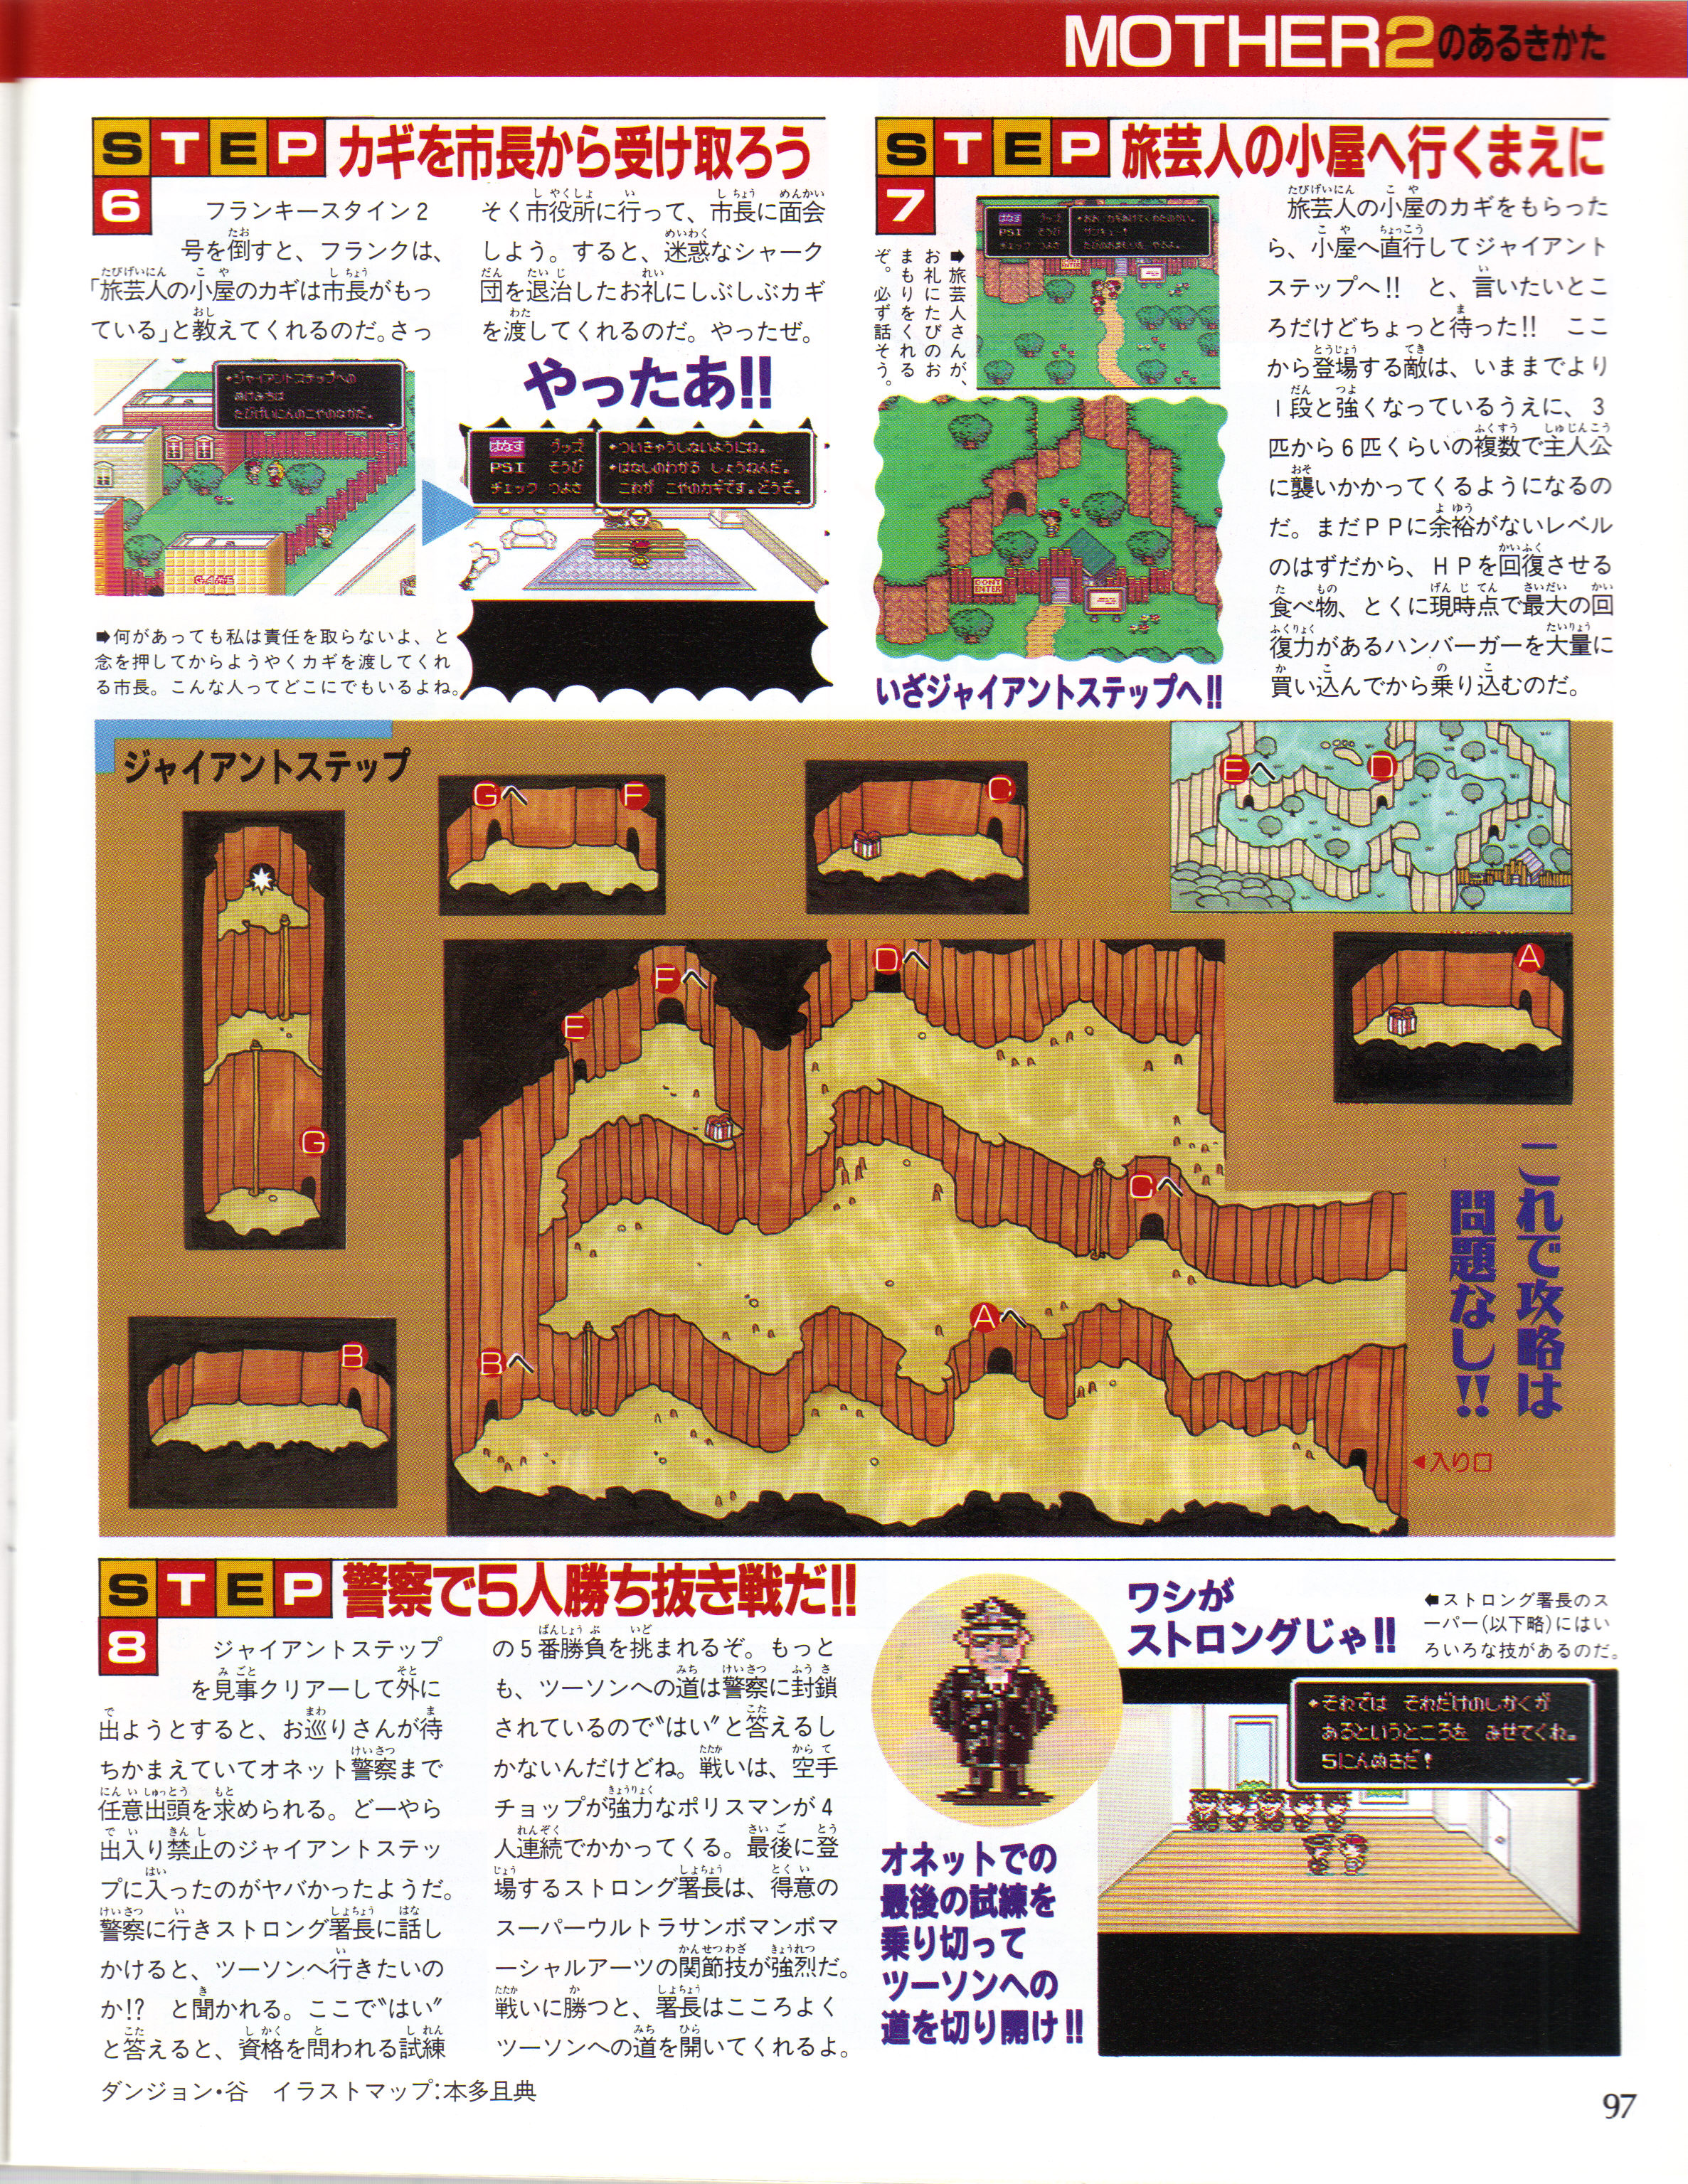 MOTHER2のあるきかた
STEP 6
カギを市長から受け取ろう
フランキースタイン2
号を倒すと、フランクは、
「旅芸人の小屋のカギは市長がもっ
ている」と教えてくれるのだ。さっ
そく市役所に行って、市長に面会
しよう。すると、迷惑なシャーク
団を退治したお礼にしぶしぶカギ
を渡してくれるのだ。やったぜ。
ジャイアントステップへの
ぬけみちは
たびげいにんのこやのなかだ。
GAME
やったあ!!
はなす グッズ
PSI そうび
チェック つよさ
ついきゅうしないようにね。
はなしのわかる しょうねんだ。
これが こやのカギです。どうぞ。
➡何があっても私は責任を取らないよ、と
念を押してからようやくカギを渡してくれ
る市長。こんな人ってどこにでもいるよね。
STEP 7
旅芸人の小屋へ行くまえに
はなす グッズ
PSI そうび
チェック つよさ
➡旅芸人さんが、
お礼にたびのお
まもりをくれる
ぞ。必ず話そう。
DON'T ENTER
いざジャイアントステップへ!!
旅芸人の小屋のカギをもらった
ら、小屋へ直行してジャイアント
ステップへ!! と、言いたいとこ
ろだけどちょっと待った!! ここ
から登場する敵は、いままでより
1段と強くなっているうえに、3
匹から6匹くらいの複数で主人公
に襲いかかってくるようになるの
だ。まだPPに余裕がないレベル
のはずだから、HPを回復させる
食べ物、とくに現時点で最大の回
復力があるハンバーガーを大量に
買い込んでから乗り込むのだ。
ジャイアントステップ
Gへ F
C
Eへ D
A
Fへ
Dへ
E
G
Cへ
Aへ
Bへ
B
これで攻略は
問題なし!!
◀入り口
STEP 8
警察で5人勝ち抜き戦だ!!
ジャイアントステップ
を見事クリアーして外に
出ようとすると、お巡りさんが待
ちかまえていてオネット警察まで
任意出頭を求められる。どーやら
出入り禁止のジャイアントステッ
プに入ったのがヤバかったようだ。
警察に行きストロング署長に話し
かけると、ツーソンへ行きたいの
か!? と聞かれる。ここで〝はい〟
と答えると、資格を問われる試練
の5番勝負を挑まれるぞ。もっと
も、ツーソンへの道は警察に封鎖
されているので〝はい〟と答えるし
かないんだけどね。戦いは、空手
チョップが強力なポリスマンが4
人連続でかかってくる。最後に登
場するストロング署長は、得意の
スーパーウルトラサンボマンボマ
ーシャルアーツの関節技が強烈だ。
戦いに勝つと、署長はこころよく
ツーソンへの道を開いてくれるよ。
ワシが
ストロングじゃ!!
⬅ストロング署長のス
ーパー(以下略)にはい
ろいろな技があるのだ。
それでは それだけのしかくが
あるというところを みせてくれ。
5にんぬきだ!
オネットでの
最後の試練を
乗り切って
ツーソンへの
道を切り開け!!
ダンジョン・谷 イラストマップ:本多且典
97